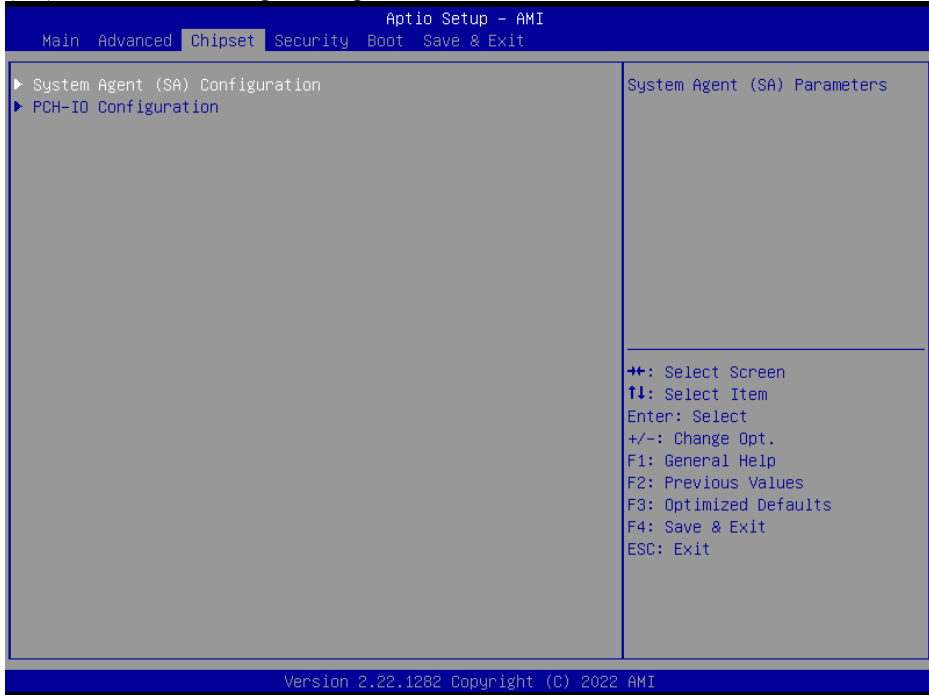 Aptio Setup – AMI
Main Advanced Chipset Security Boot Save & Exit
▶ System Agent (SA) Configuration
▶ PCH-IO Configuration
System Agent (SA) Parameters
→←: Select Screen
↑↓: Select Item
Enter: Select
+/-: Change Opt.
F1: General Help
F2: Previous Values
F3: Optimized Defaults
F4: Save & Exit
ESC: Exit
Version 2.22.1282 Copyright (C) 2022 AMI